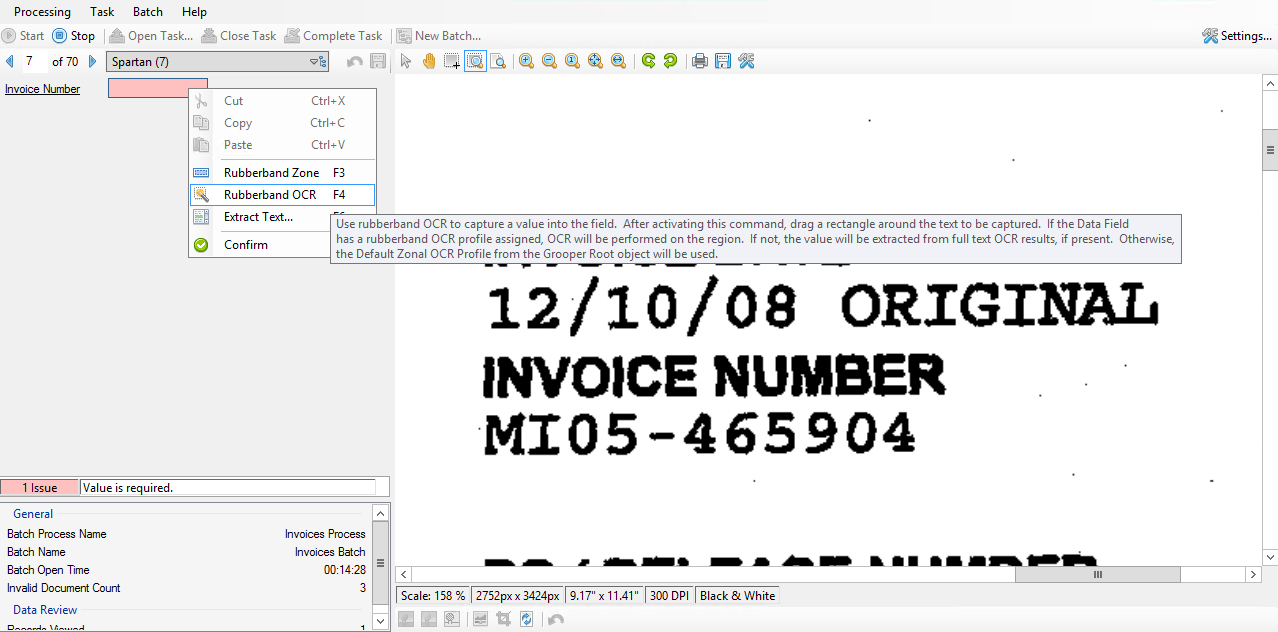 Processing Task Batch Help
Start Stop Open Task... Close Task Complete Task New Batch... Settings...
7 of 70 Spartan (7)
Invoice Number
Cut Ctrl+X
Copy Ctrl+C
Paste Ctrl+V
Rubberband Zone F3
Rubberband OCR F4
Extract Text...
Confirm
Use rubberband OCR to capture a value into the field. After activating this command, drag a rectangle around the text to be captured. If the Data Field
has a rubberband OCR profile assigned, OCR will be performed on the region. If not, the value will be extracted from full text OCR results, if present. Otherwise,
the Default Zonal OCR Profile from the Grooper Root object will be used.
12/10/08 ORIGINAL
INVOICE NUMBER
MI05-465904
1 Issue Value is required.
General
Batch Process Name Invoices Process
Batch Name Invoices Batch
Batch Open Time 00:14:28
Invalid Document Count 3
Data Review
Records Viewed 1
Scale: 158 % 2752px x 3424px 9.17" x 11.41" 300 DPI Black & White